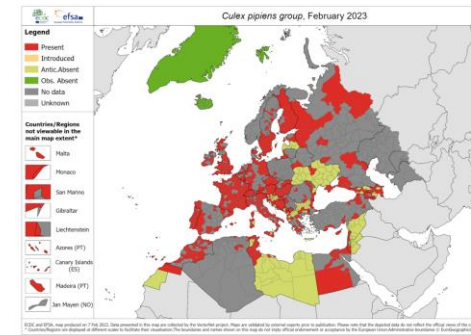 ecdc
efsa
Culex pipiens group, February 2023
Legend
Present
Introduced
Antic.Absent
Obs. Absent
No data
Unknown
Countries/Regions
not viewable in the
main map extent*
Malta
Monaco
San Marino
Gibraltar
Liechtenstein
Azores (PT)
Canary Islands
(ES)
Madeira (PT)
Jan Mayen (NO)